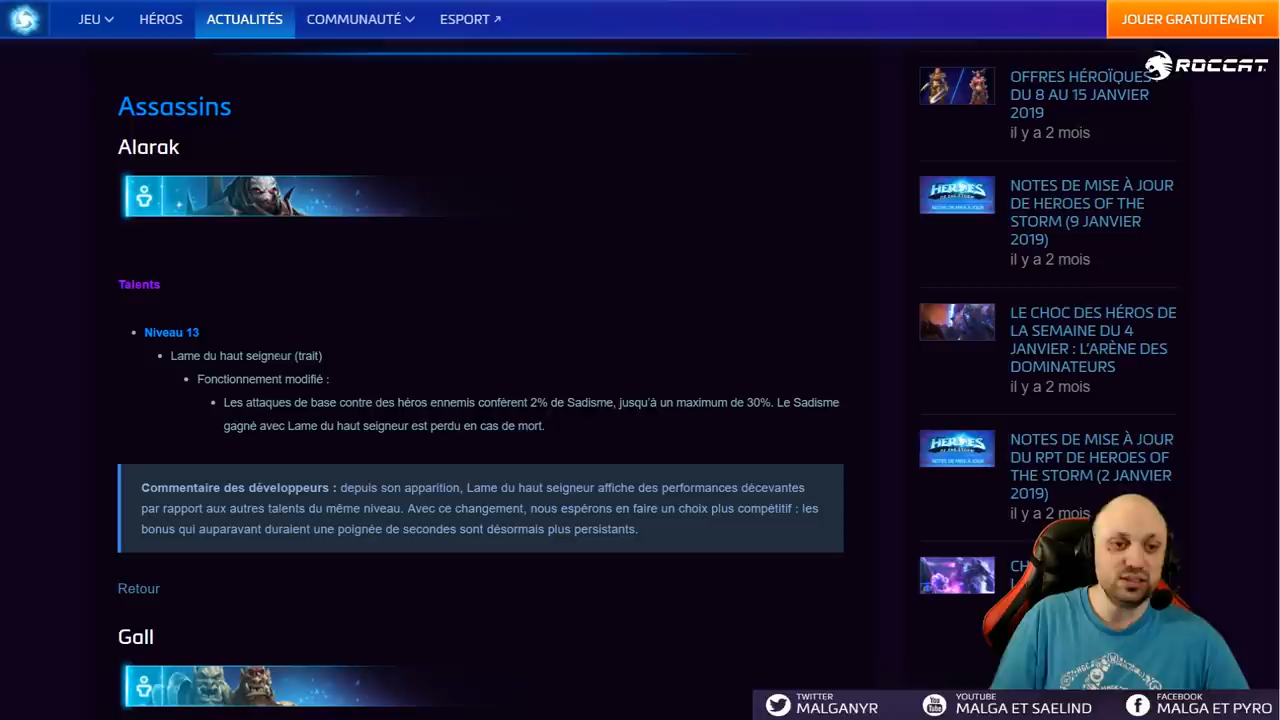 JEU
HÉROS
ACTUALITÉS
COMMUNAUTÉ
ESPORT
JOUER GRATUITEMENT
ROCCAT
Assassins
Alarak
Talents
Niveau 13
Lame du haut seigneur (trait)
Fonctionnement modifié :
Les attaques de base contre des héros ennemis confèrent 2% de Sadisme, jusqu'à un maximum de 30%. Le Sadisme
gagné avec Lame du haut seigneur est perdu en cas de mort.
Commentaire des développeurs : depuis son apparition, Lame du haut seigneur affiche des performances décevantes
par rapport aux autres talents du même niveau. Avec ce changement, nous espérons en faire un choix plus compétitif : les
bonus qui auparavant duraient une poignée de secondes sont désormais plus persistants.
Retour
Gall
OFFRES HÉROÏQUES
DU 8 AU 15 JANVIER
2019
il y a 2 mois
HEROES
NOTES DE MISE À JOUR
DE HEROES OF THE
STORM (9 JANVIER
2019)
il y a 2 mois
LE CHOC DES HÉROS DE
LA SEMAINE DU 4
JANVIER : L'ARÈNE DES
DOMINATEURS
il y a 2 mois
HEROES
NOTES DE MISE À JOUR
DU RPT DE HEROES OF
THE STORM (2 JANVIER
2019)
il y a 2 mois
TWITTER
MALGANYR
YOUTUBE
MALGA ET SAELIND
FACEBOOK
MALGA ET PYRO